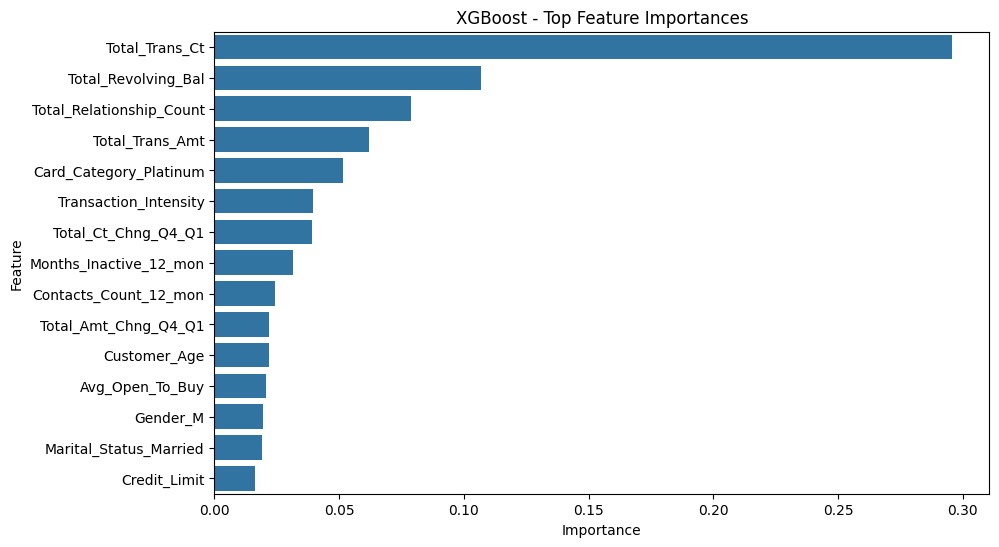 XGBoost - Top Feature Importances
Total_Trans_Ct
Total_Revolving_Bal
Total_Relationship_Count
Total_Trans_Amt
Card_Category_Platinum
Transaction_Intensity
Total_Ct_Chng_Q4_Q1
Months_Inactive_12_mon
Contacts_Count_12_mon
Total_Amt_Chng_Q4_Q1
Customer_Age
Avg_Open_To_Buy
Gender_M
Marital_Status_Married
Credit_Limit
Feature
0.00 0.05 0.10 0.15 0.20 0.25 0.30
Importance